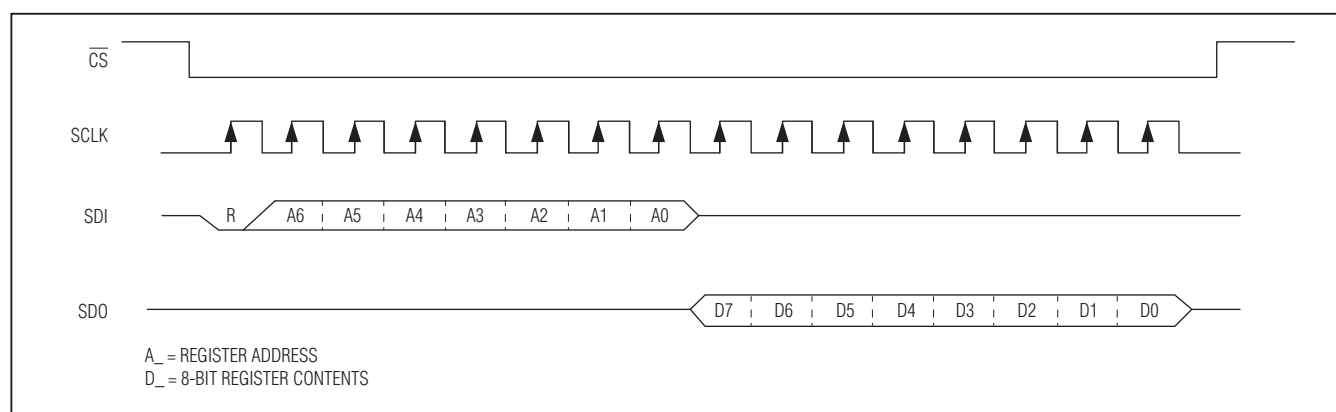 CS
SCLK
SDI R A6 A5 A4 A3 A2 A1 A0
SDO D7 D6 D5 D4 D3 D2 D1 D0
A_ = REGISTER ADDRESS
D_ = 8-BIT REGISTER CONTENTS